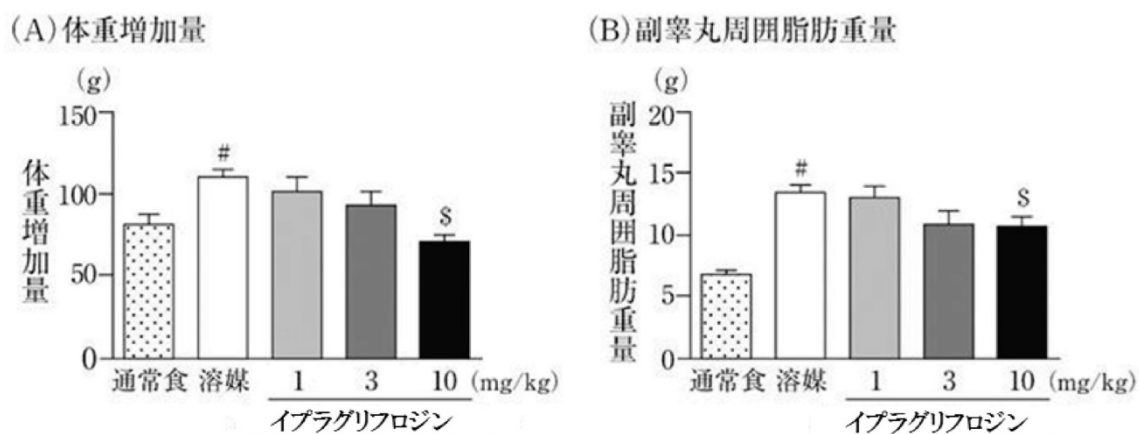 (A)体重増加量
(g)
体重増加量
150
100
50
0
#
$
通常食 溶媒 1 3 10 (mg/kg)
イプラグリフロジン
(B)副睾丸周囲脂肪重量
(g)
副睾丸周囲脂肪重量
20
15
10
5
0
#
$
通常食 溶媒 1 3 10 (mg/kg)
イプラグリフロジン